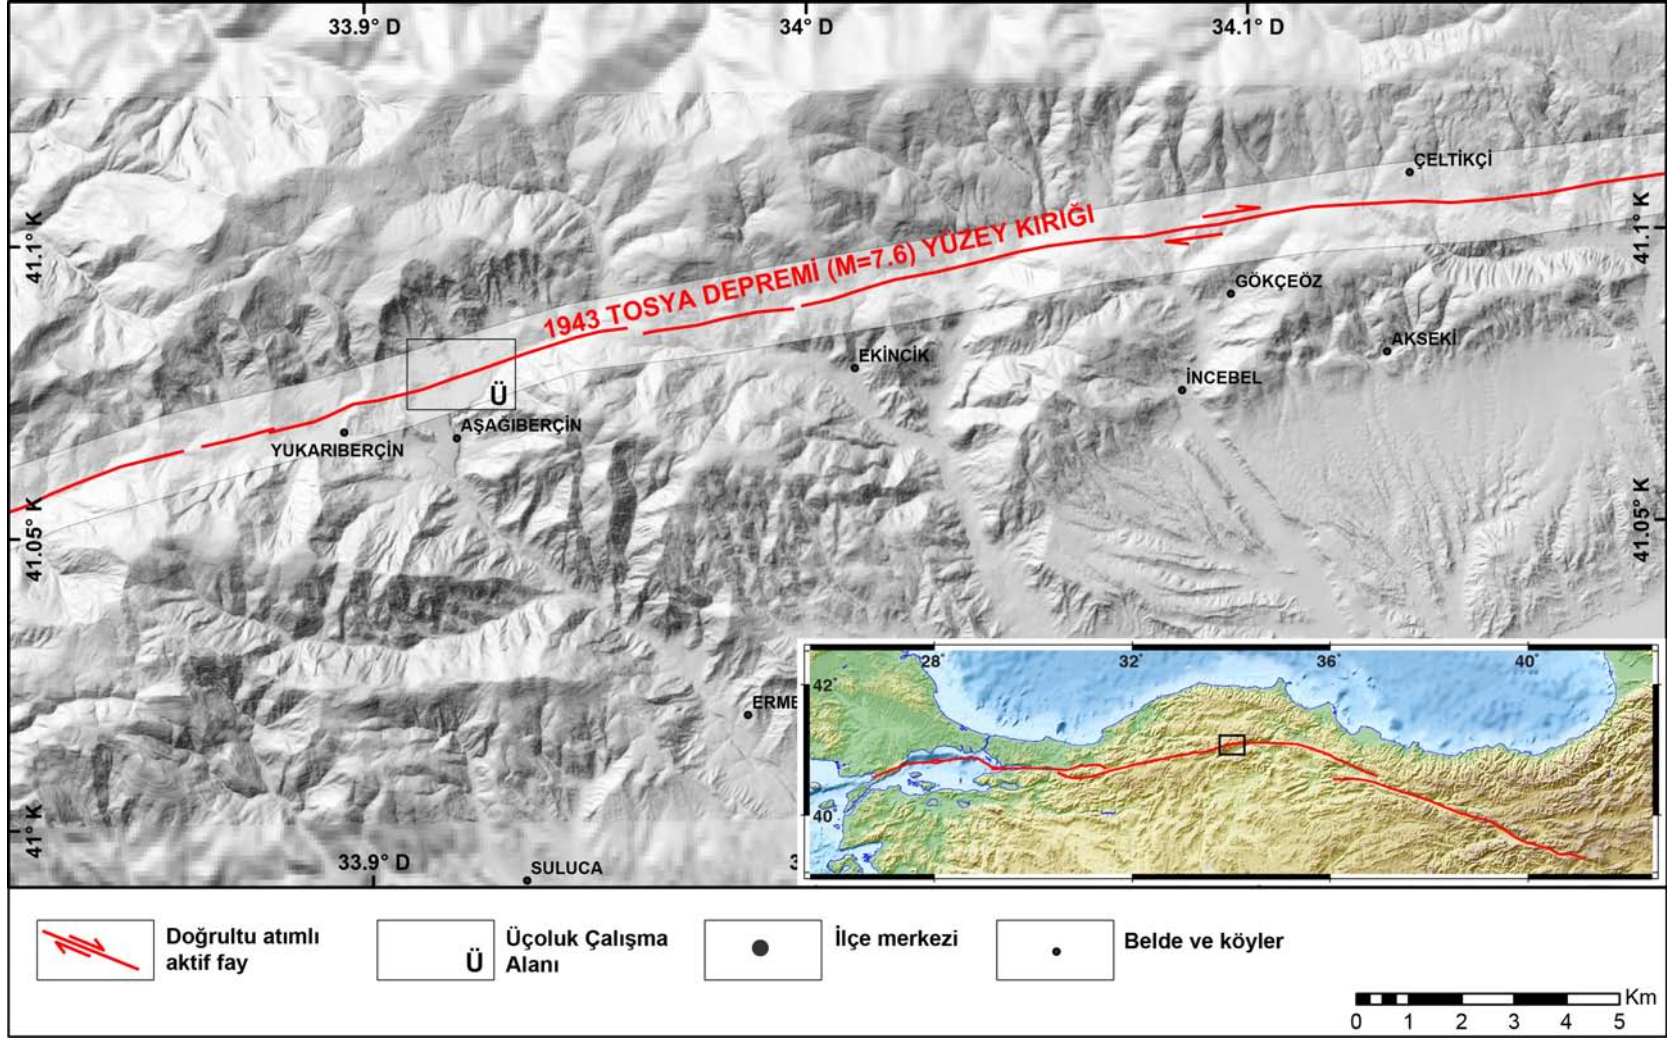 33.9° D
34° D
34.1° D
ÇELTİKÇİ
41.1° K
41.1° K
1943 TOSYA DEPREMİ (M=7.6) YÜZEY KIRIĞI
GÖKÇEÖZ
AKSEKİ
EKİNCİK
İNCEBEL
Ü
AŞAĞIBERÇİN
YUKARIBERÇİN
41.05° K
41.05° K
28°
32°
36°
40°
42°
ERME
40°
41° K
33.9° D
SULUCA
Doğrultu atımlı
aktif fay
Ü
Üçoluk Çalışma
Alanı
İlçe merkezi
Belde ve köyler
Km
0 1 2 3 4 5